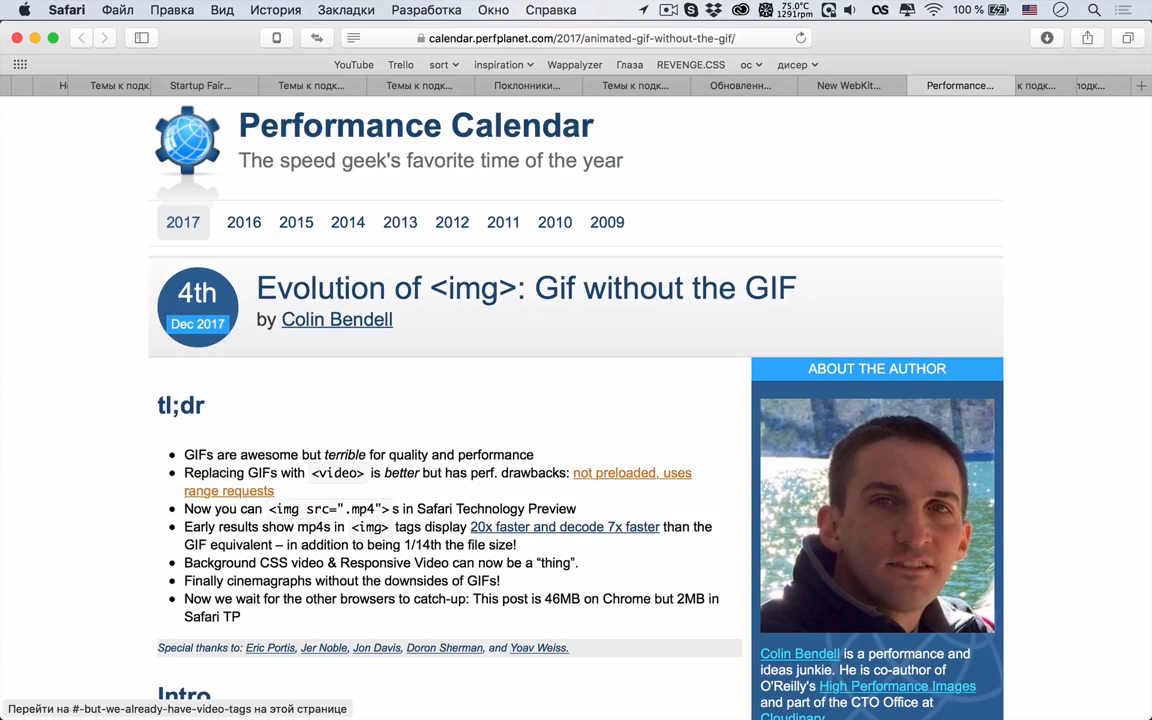 Safari Файл Правка Вид История Закладки Разработка Окно Справка 75.0°C 1291rpm 100 %
calendar.perfplanet.com/2017/animated-gif-without-the-gif/
YouTube Trello sort inspiration Wappalyzer Глаза REVENGE.CSS ос дисер
Темы к подк. Startup Fair... Темы к подк... Темы к подк... Поклонники... Темы к подк... Обновленн... New WebKit... Performance... к подк...
Performance Calendar
The speed geek's favorite time of the year
2017 2016 2015 2014 2013 2012 2011 2010 2009
4th
Dec 2017
Evolution of <img>: Gif without the GIF
by Colin Bendell
tl;dr
GIFs are awesome but terrible for quality and performance
Replacing GIFs with <video> is better but has perf. drawbacks: not preloaded, uses
range requests
Now you can <img src=".mp4">s in Safari Technology Preview
Early results show mp4s in <img> tags display 20x faster and decode 7x faster than the
GIF equivalent – in addition to being 1/14th the file size!
Background CSS video & Responsive Video can now be a “thing”.
Finally cinemagraphs without the downsides of GIFs!
Now we wait for the other browsers to catch-up: This post is 46MB on Chrome but 2MB in
Safari TP
Special thanks to: Eric Portis, Jer Noble, Jon Davis, Doron Sherman, and Yoav Weiss.
Intro
ABOUT THE AUTHOR
Colin Bendell is a performance and
ideas junkie. He is co-author of
O'Reilly's High Performance Images
and part of the CTO Office at
Cloudinary
Перейти на #-but-we-already-have-video-tags на этой странице